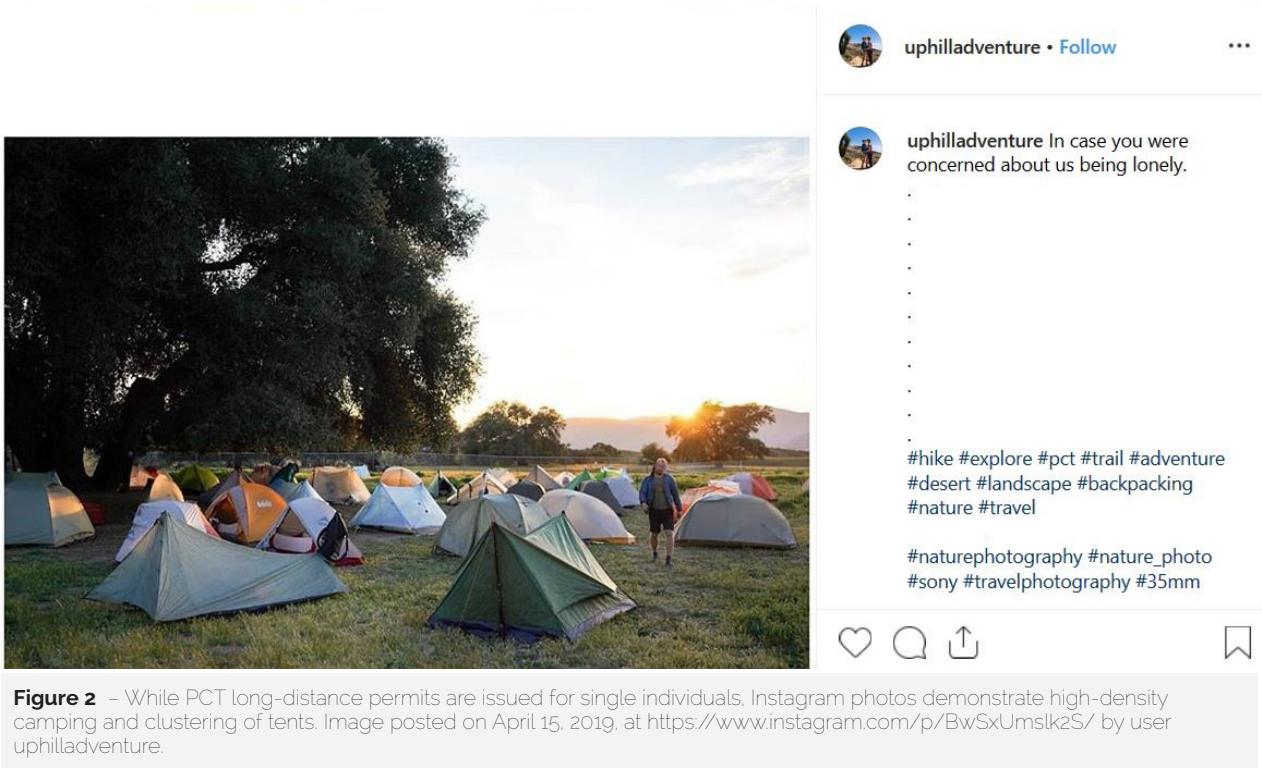 uphilladventure • Follow
...
uphilladventure In case you were
concerned about us being lonely.
.
.
.
.
.
.
.
.
.
.
.
#hike #explore #pct #trail #adventure
#desert #landscape #backpacking
#nature #travel
#naturephotography #nature_photo
#sony #travelphotography #35mm
Figure 2 – While PCT long-distance permits are issued for single individuals, Instagram photos demonstrate high-density
camping and clustering of tents. Image posted on April 15, 2019, at https://www.instagram.com/p/BwSxUmslk2S/ by user
uphilladventure.